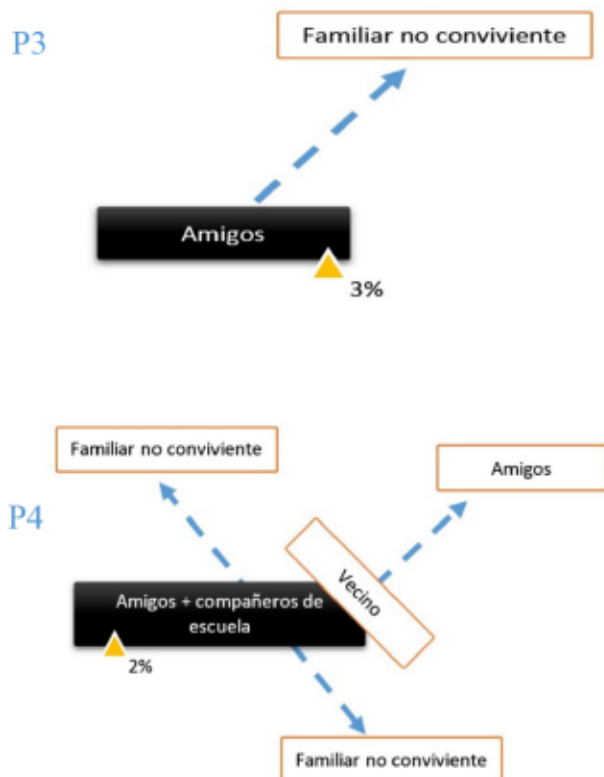 P3
Familiar no conviviente
Amigos
3%
Familiar no conviviente
Amigos
P4
Vecino
Amigos + compañeros de
escuela
2%
Familiar no conviviente